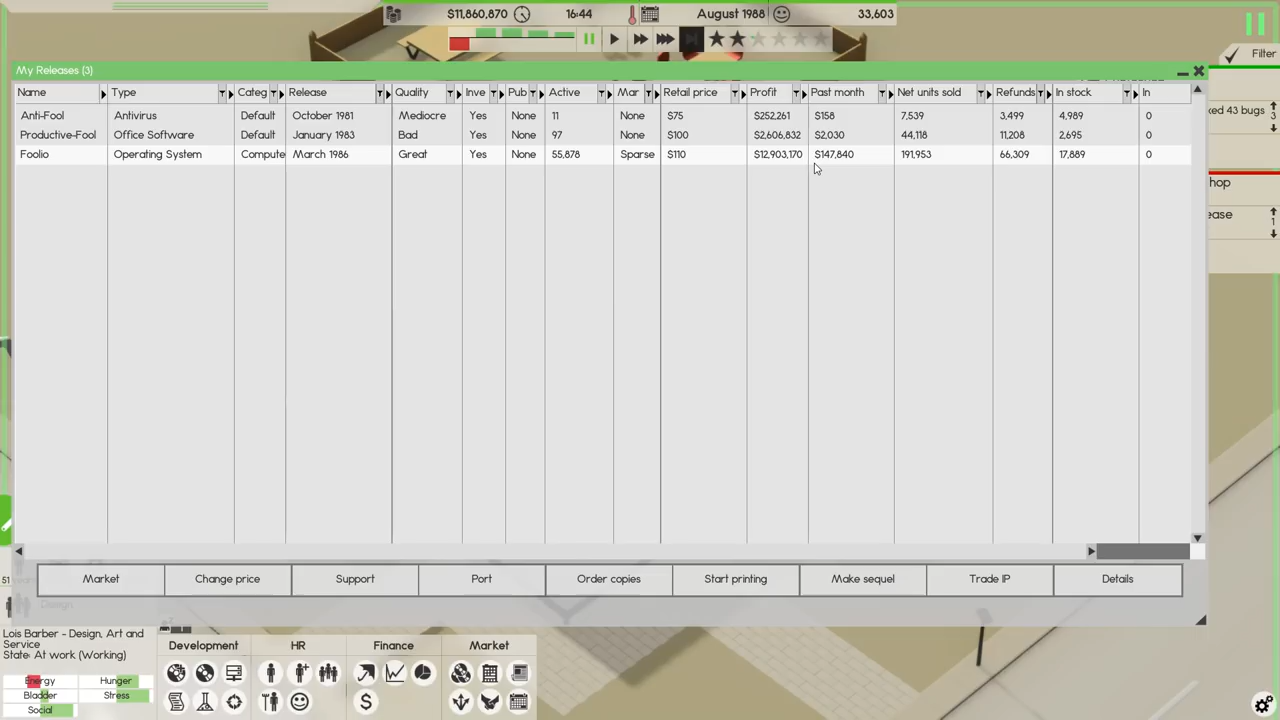 $11,860,870 16:44 August 1988 33,603
Filter
My Releases (3)
Name Type Categ Release Quality Inve Pub Active Mar Retail price Profit Past month Net units sold Refunds In stock In
Anti-Fool Antivirus Default October 1981 Mediocre Yes None 11 None $75 $252,261 $158 7,539 3,499 4,989 0
Productive-Fool Office Software Default January 1983 Bad Yes None 97 None $100 $2,606,832 $2,030 44,118 11,208 2,695 0
Foolio Operating System Compute March 1986 Great Yes None 55,878 Sparse $110 $12,903,170 $147,840 191,953 66,309 17,889 0
ked 43 bugs
3
hop
ease
1
Market Change price Support Port Order copies Start printing Make sequel Trade IP Details
51
Design
Lois Barber - Design, Art and
Service
State: At work (Working)
Energy Hunger
Bladder Stress
Social
Development HR Finance Market